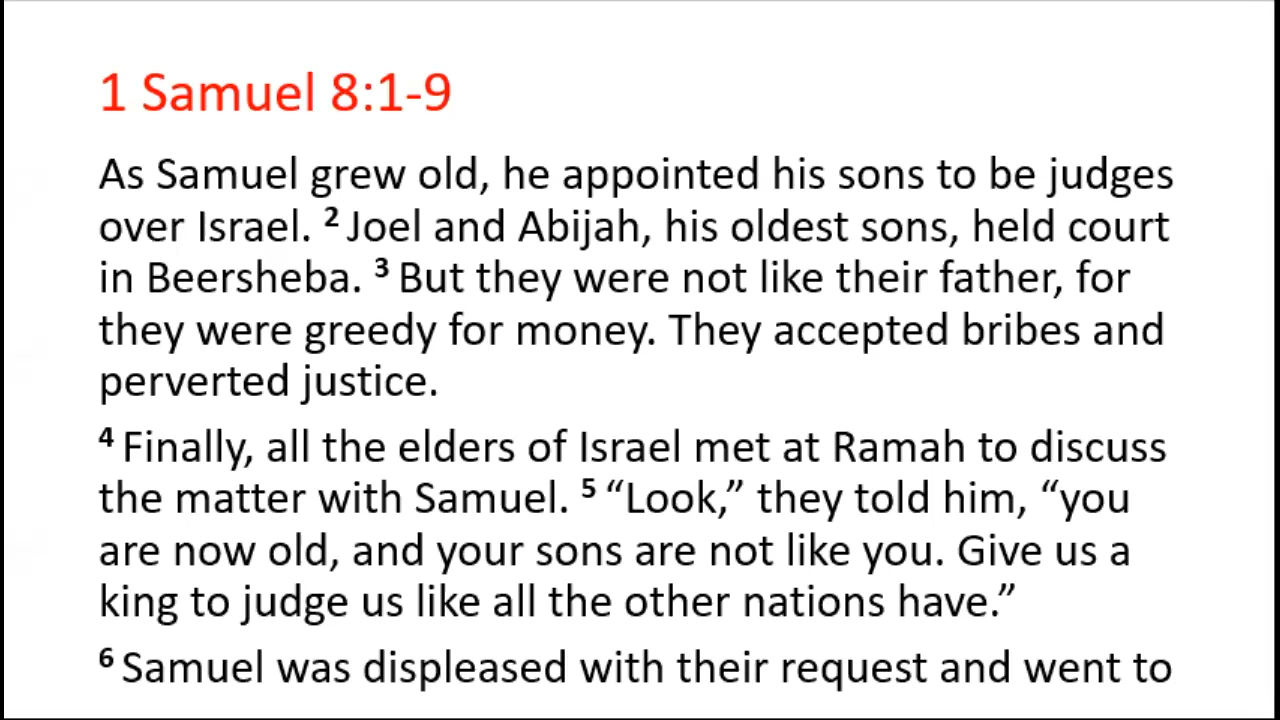 1 Samuel 8:1-9
As Samuel grew old, he appointed his sons to be judges
over Israel. ² Joel and Abijah, his oldest sons, held court
in Beersheba. ³ But they were not like their father, for
they were greedy for money. They accepted bribes and
perverted justice.
⁴ Finally, all the elders of Israel met at Ramah to discuss
the matter with Samuel. ⁵ “Look,” they told him, “you
are now old, and your sons are not like you. Give us a
king to judge us like all the other nations have.”
⁶ Samuel was displeased with their request and went to